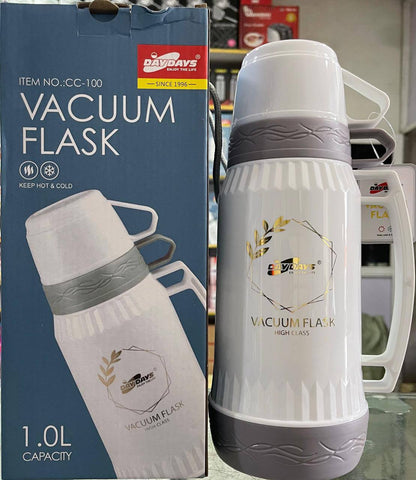 DAYDAYS
ENJOY THE LIFE
SINCE 1996
ITEM NO.:CC-100
VACUUM
FLASK
KEEP HOT & COLD
DAYDAYS
VACUUM FLASK
HIGH CLASS
1.0L
CAPACITY
DAYDAYS
VACUUM FLASK
HIGH CLASS